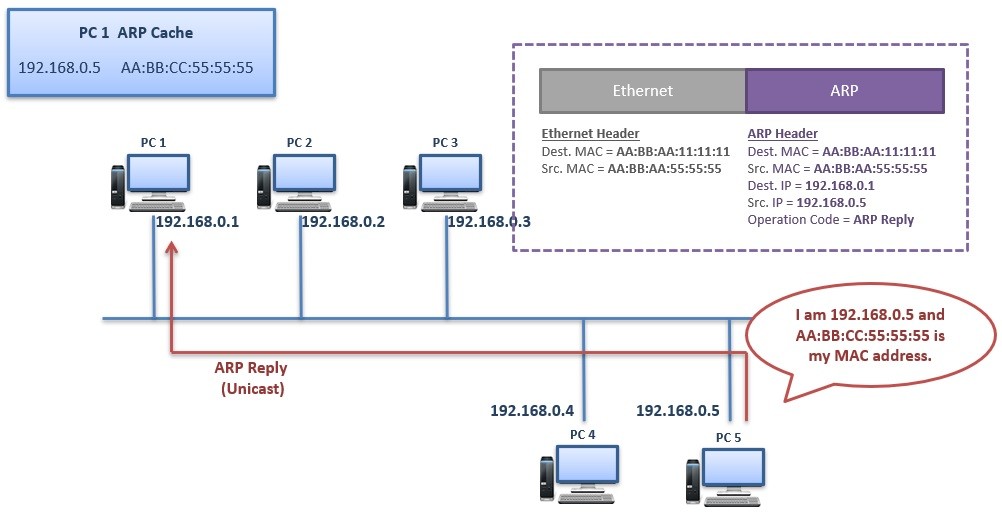 PC 1 ARP Cache
192.168.0.5 AA:BB:CC:55:55:55
Ethernet
ARP
Ethernet Header
Dest. MAC = AA:BB:AA:11:11:11
Src. MAC = AA:BB:AA:55:55:55
ARP Header
Dest. MAC = AA:BB:AA:11:11:11
Src. MAC = AA:BB:AA:55:55:55
Dest. IP = 192.168.0.1
Src. IP = 192.168.0.5
Operation Code = ARP Reply
PC 1
PC 2
PC 3
192.168.0.1
192.168.0.2
192.168.0.3
I am 192.168.0.5 and
AA:BB:CC:55:55:55 is
my MAC address.
ARP Reply
(Unicast)
192.168.0.4
192.168.0.5
PC 4
PC 5